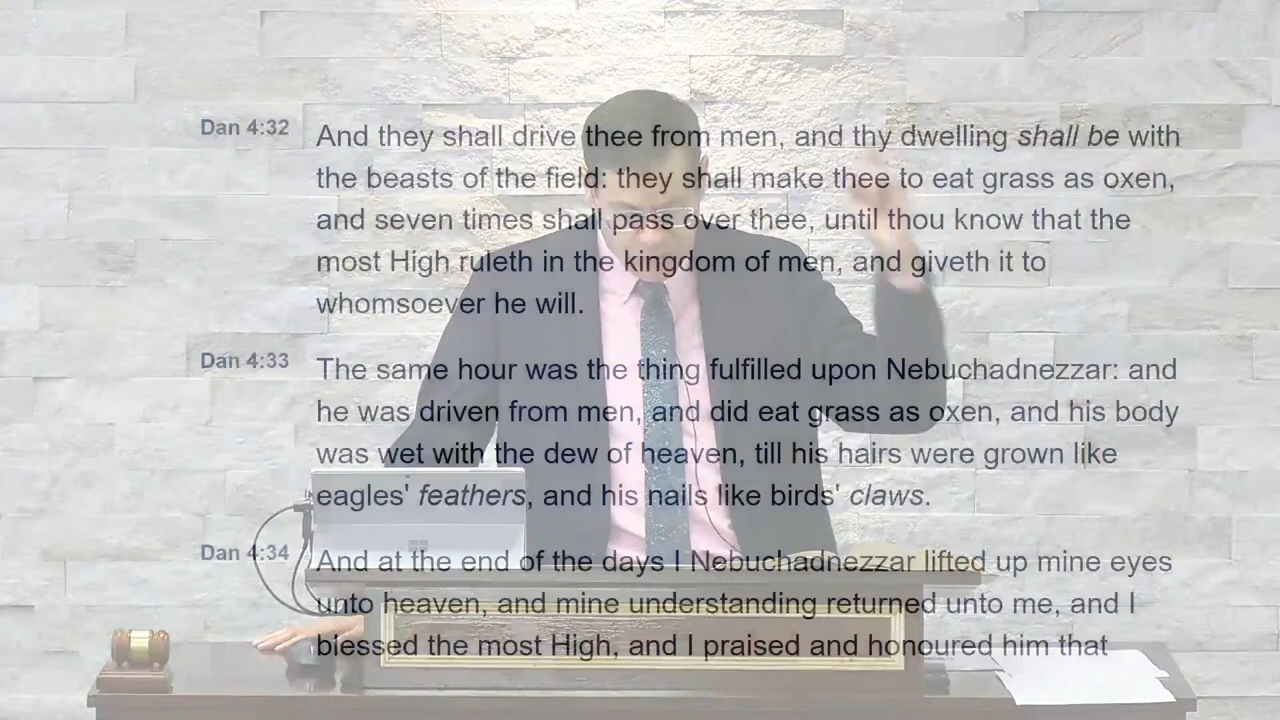 Dan 4:32 And they shall drive thee from men, and thy dwelling shall be with
the beasts of the field: they shall make thee to eat grass as oxen,
and seven times shall pass over thee, until thou know that the
most High ruleth in the kingdom of men, and giveth it to
whomsoever he will.
Dan 4:33 The same hour was the thing fulfilled upon Nebuchadnezzar: and
he was driven from men, and did eat grass as oxen, and his body
was wet with the dew of heaven, till his hairs were grown like
eagles' feathers, and his nails like birds' claws.
Dan 4:34 And at the end of the days I Nebuchadnezzar lifted up mine eyes
unto heaven, and mine understanding returned unto me, and I
blessed the most High, and I praised and honoured him that